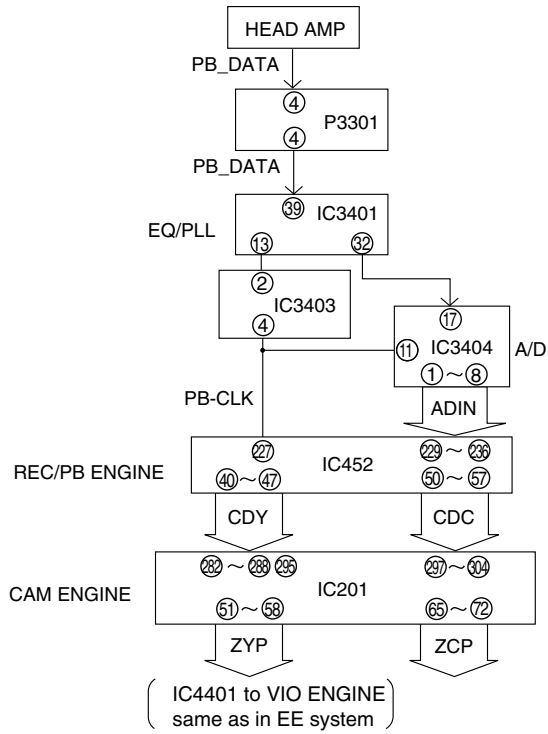 HEAD AMP
PB_DATA
4
P3301
4
PB_DATA
39
IC3401
EQ/PLL
13
32
2
IC3403
4
17
11
IC3404
A/D
1 ~ 8
PB-CLK
ADIN
227
IC452
229 ~ 236
REC/PB ENGINE
40 ~ 47
50 ~ 57
CDY
CDC
282 ~ 288 295
297 ~ 304
CAM ENGINE
IC201
51 ~ 58
65 ~ 72
ZYP
ZCP
IC4401 to VIO ENGINE
same as in EE system